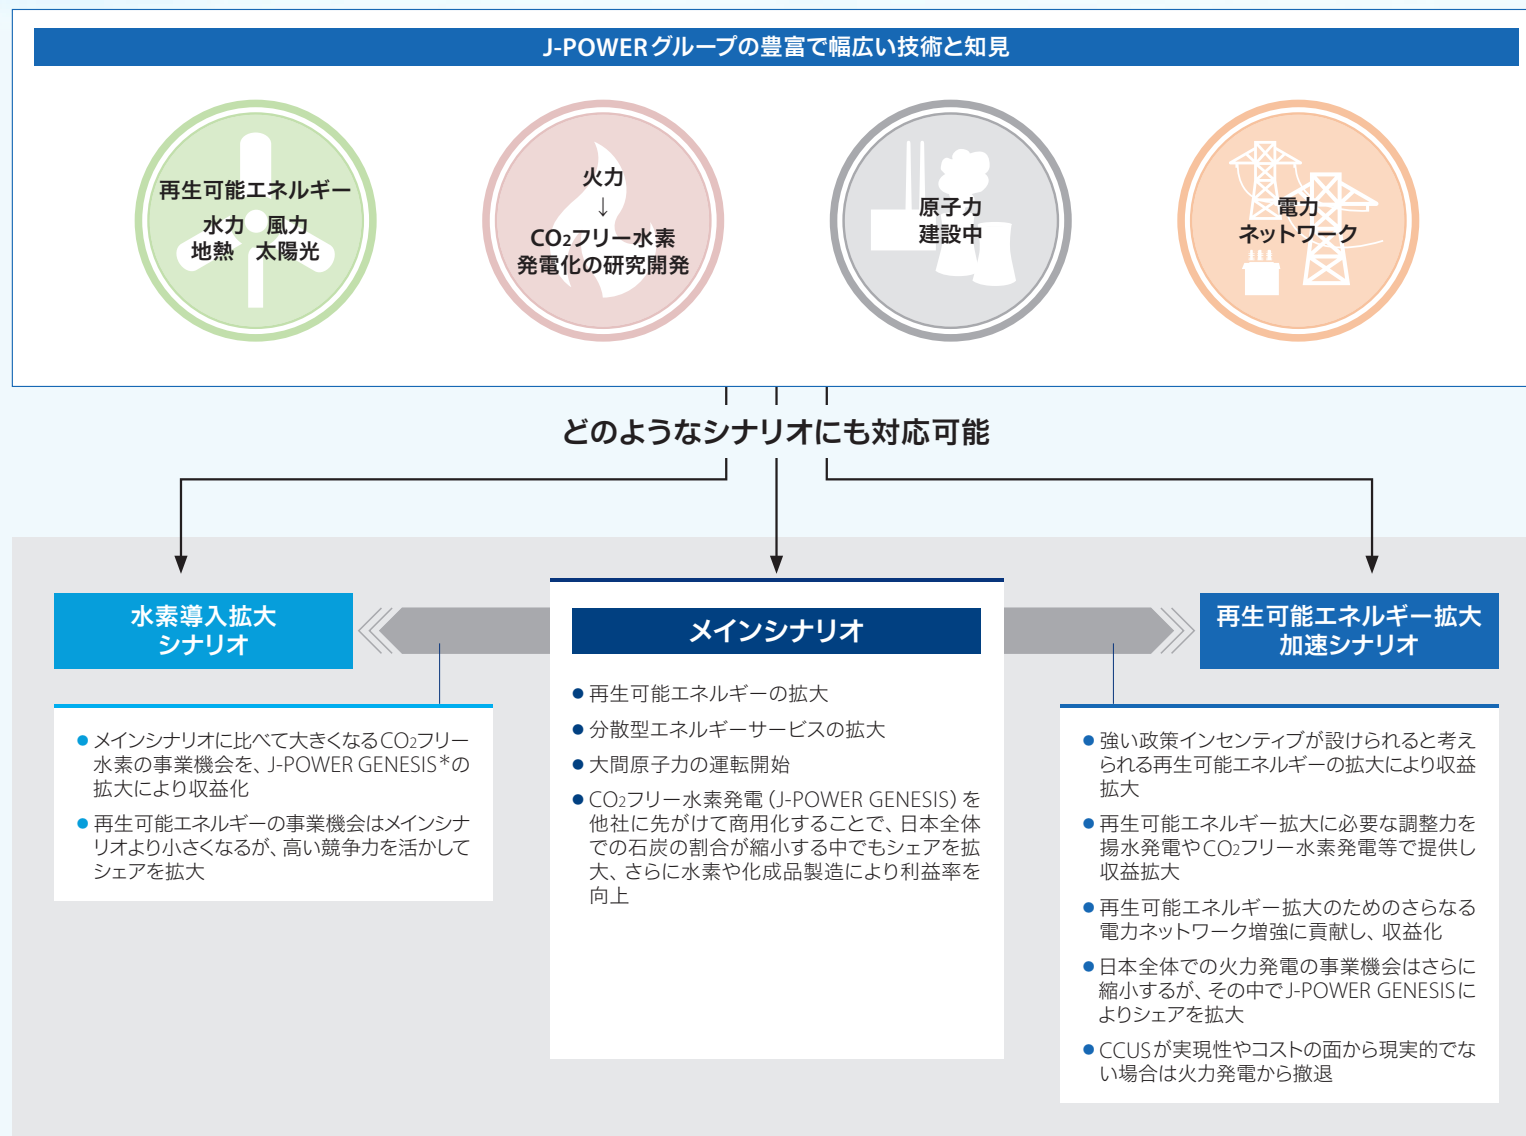 J-POWERグループの豊富で幅広い技術と知見
再生可能エネルギー
水力　風力
地熱　太陽光
火力
↓
CO2フリー水素
発電化の研究開発
原子力
建設中
電力
ネットワーク
どのようなシナリオにも対応可能
水素導入拡大
シナリオ
● メインシナリオに比べて大きくなるCO2フリー
水素の事業機会を、J-POWER GENESIS＊の
拡大により収益化
● 再生可能エネルギーの事業機会はメインシナ
リオより小さくなるが、高い競争力を活かして
シェアを拡大
メインシナリオ
● 再生可能エネルギーの拡大
● 分散型エネルギーサービスの拡大
● 大間原子力の運転開始
● CO2フリー水素発電（J-POWER GENESIS）を
他社に先がけて商用化することで、日本全体
での石炭の割合が縮小する中でもシェアを拡
大、さらに水素や化成品製造により利益率を
向上
再生可能エネルギー拡大
加速シナリオ
● 強い政策インセンティブが設けられると考え
られる再生可能エネルギーの拡大により収益
拡大
● 再生可能エネルギー拡大に必要な調整力を
揚水発電やCO2フリー水素発電等で提供し
収益拡大
● 再生可能エネルギー拡大のためのさらなる
電力ネットワーク増強に貢献し、収益化
● 日本全体での火力発電の事業機会はさらに
縮小するが、その中でJ-POWER GENESISに
よりシェアを拡大
● CCUSが実現性やコストの面から現実的でな
い場合は火力発電から撤退